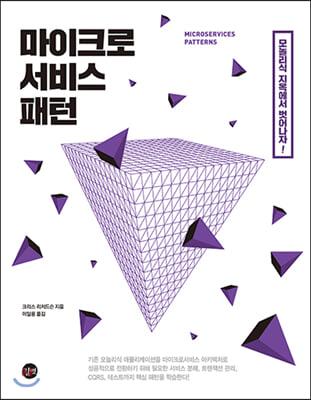 마이크로
서비스
패턴
MICROSERVICES
PATTERNS
모놀리식 지옥에서 벗어나자!
크리스 리처드슨 지음
이일웅 옮김
기존 모놀리식 애플리케이션을 마이크로서비스 아키텍처로
성공적으로 전환하기 위해 필요한 서비스 분해, 트랜잭션 관리,
CQRS, 테스트까지 핵심 패턴을 학습한다!
길벗